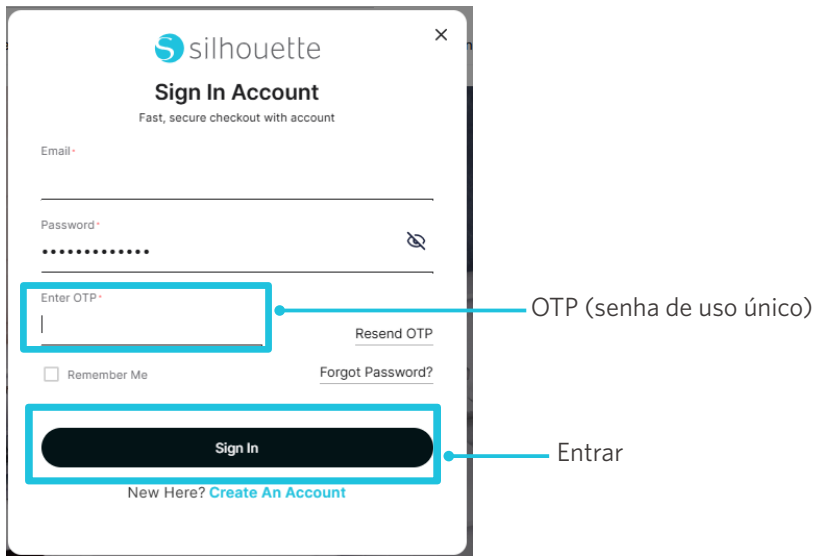 silhouette
Sign In Account
Fast, secure checkout with account
Email*
Password*
Enter OTP*
OTP (senha de uso único)
Resend OTP
Remember Me
Forgot Password?
Sign In
Entrar
New Here? Create An Account